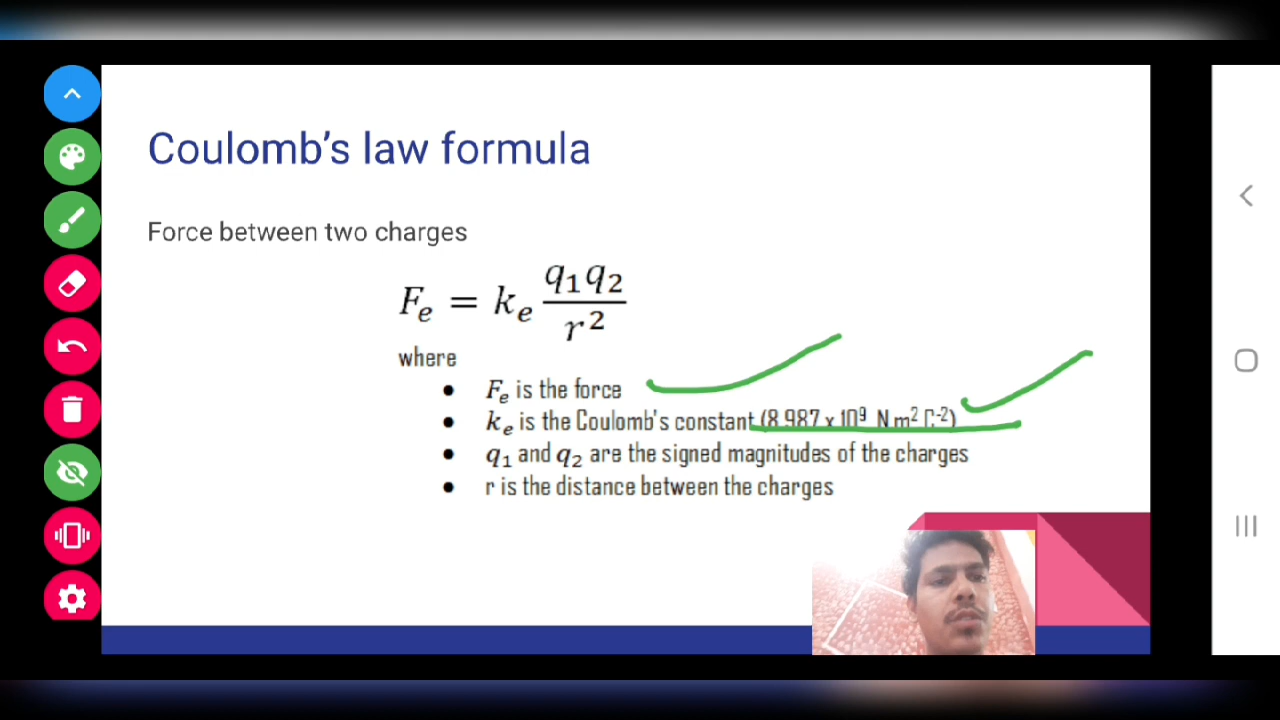 Coulomb's law formula
Force between two charges
Fₑ = kₑ q₁q₂ / r²
where
• Fₑ is the force
• kₑ is the Coulomb's constant (8.987 x 10⁹ N m² C⁻²)
• q₁ and q₂ are the signed magnitudes of the charges
• r is the distance between the charges